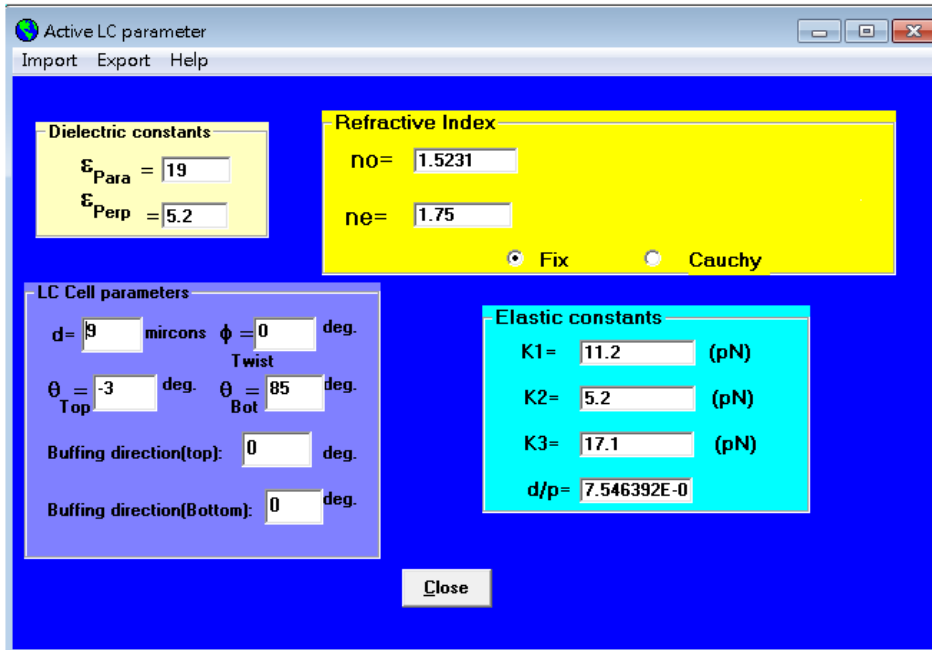 Active LC parameter
Import Export Help
Dielectric constants
εPara = 19
εPerp = 5.2
Refractive Index
no= 1.5231
ne= 1.75
Fix Cauchy
LC Cell parameters
d= 9 mircons ϕ = 0 deg.
Twist
θTop = -3 deg. θBot = 85 deg.
Buffing direction(top): 0 deg.
Buffing direction(Bottom): 0 deg.
Elastic constants
K1= 11.2 (pN)
K2= 5.2 (pN)
K3= 17.1 (pN)
d/p= 7.546392E-0
Close